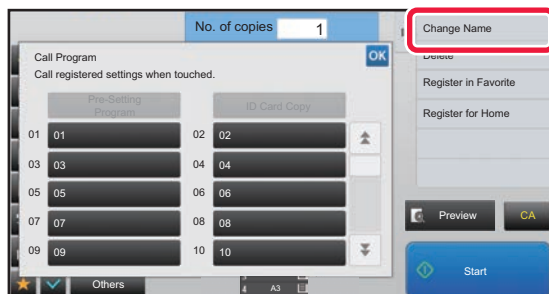 No. of copies 1
Change Name
Call Program
OK
Delete
Call registered settings when touched.
Register in Favorite
Pre-Setting
Program
ID Card Copy
Register for Home
01 01 02 02
03 03 04 04
05 05 06 06
07 07 08 08
Preview
CA
09 09 10 10
Start
Others
4 A3